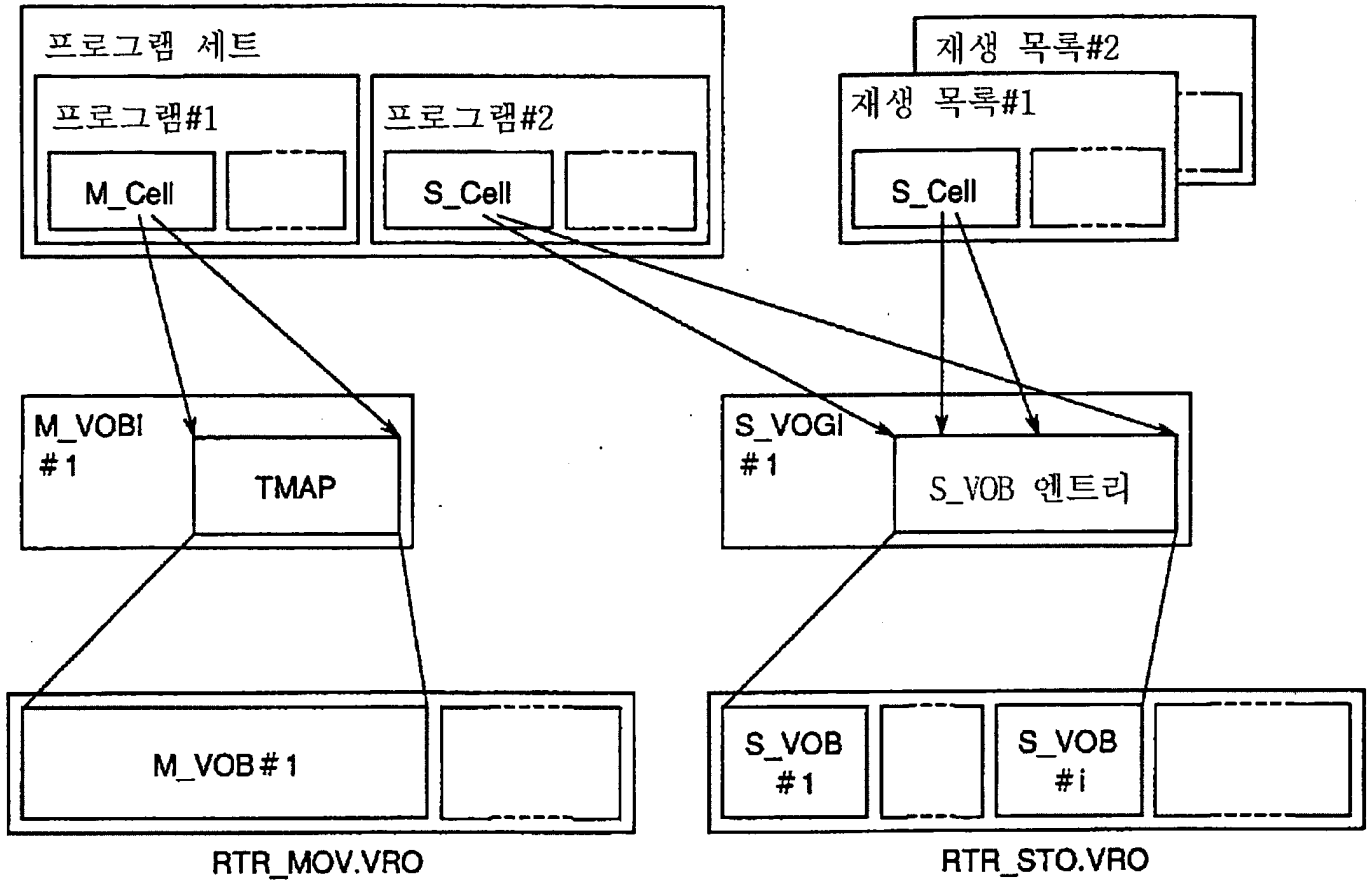 프로그램 세트
프로그램#1
M_Cell
프로그램#2
S_Cell
재생 목록#2
재생 목록#1
S_Cell
M_VOBI
#1
TMAP
S_VOGI
#1
S_VOB 엔트리
M_VOB#1
S_VOB
#1
S_VOB
#i
RTR_MOV.VRO
RTR_STO.VRO